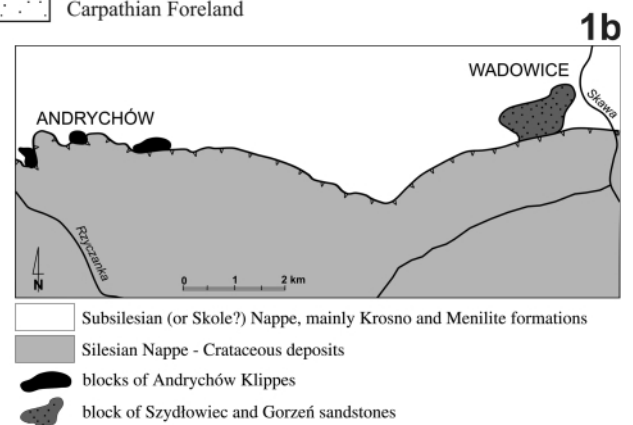 Carpathian Foreland
1b
WADOWICE
Skawa
ANDRYCHÓW
Rzyczanka
0 1 2 km
N
Subsilesian (or Skole?) Nappe, mainly Krosno and Menilite formations
Silesian Nappe - Crataceous deposits
blocks of Andrychów Klippes
block of Szydłowiec and Gorzeń sandstones